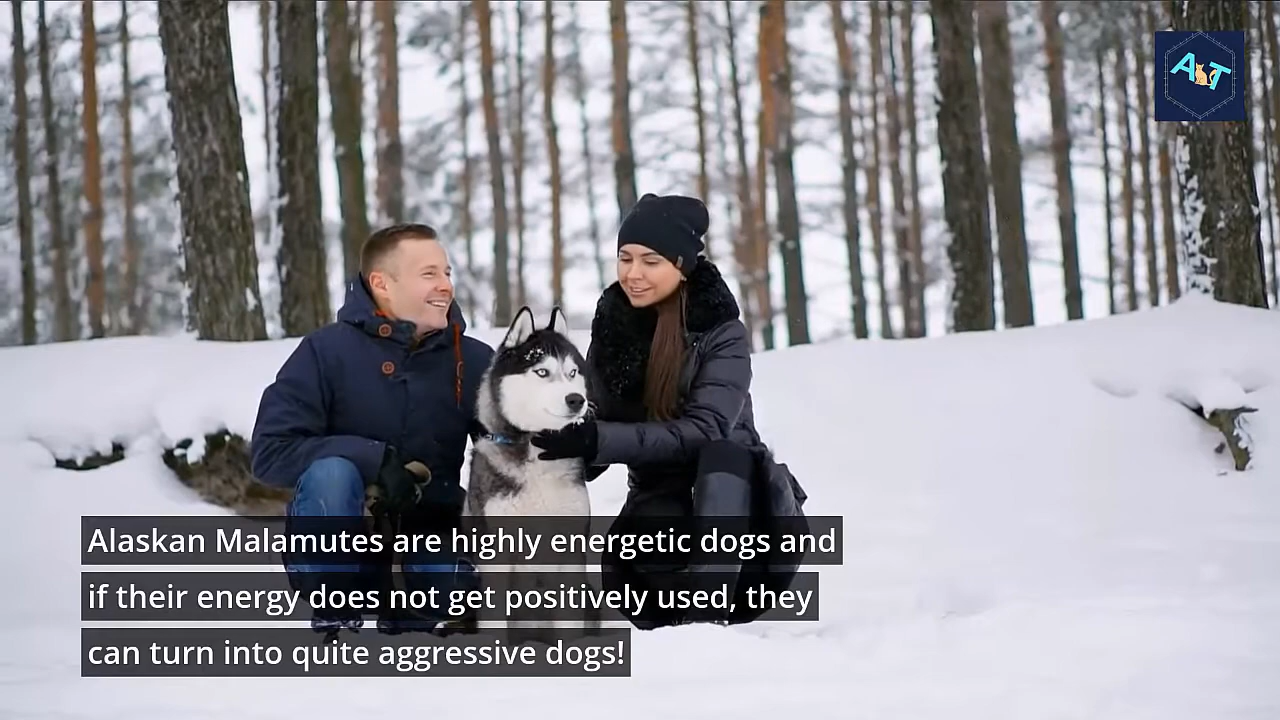 AT
Alaskan Malamutes are highly energetic dogs and
if their energy does not get positively used, they
can turn into quite aggressive dogs!